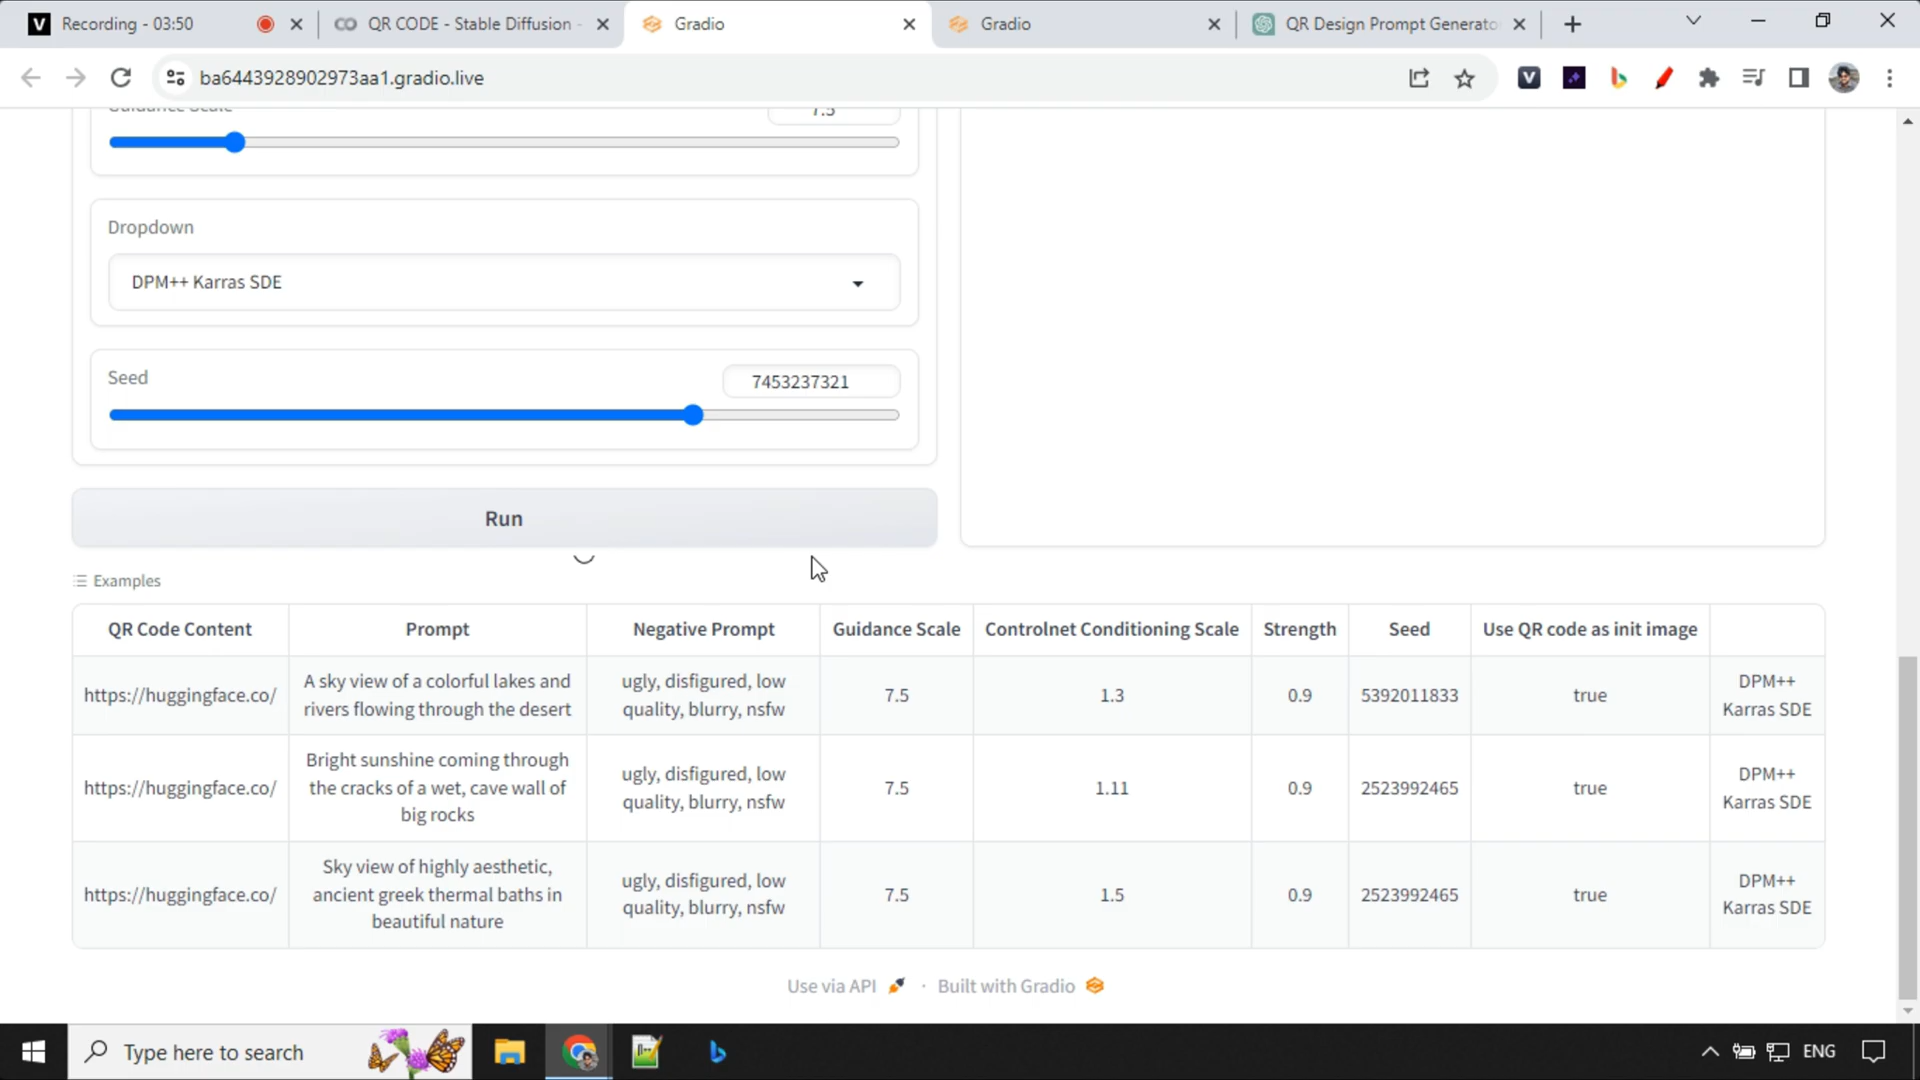 Recording - 03:50
QR CODE - Stable Diffusion -
Gradio
Gradio
QR Design Prompt Generato
ba6443928902973aa1.gradio.live
Guidance Scale
7.5
Dropdown
DPM++ Karras SDE
Seed
7453237321
Run
Examples
QR Code Content Prompt Negative Prompt Guidance Scale Controlnet Conditioning Scale Strength Seed Use QR code as init image
https://huggingface.co/
A sky view of a colorful lakes and
rivers flowing through the desert
ugly, disfigured, low
quality, blurry, nsfw
7.5
1.3
0.9
5392011833
true
DPM++
Karras SDE
https://huggingface.co/
Bright sunshine coming through
the cracks of a wet, cave wall of
big rocks
ugly, disfigured, low
quality, blurry, nsfw
7.5
1.11
0.9
2523992465
true
DPM++
Karras SDE
https://huggingface.co/
Sky view of highly aesthetic,
ancient greek thermal baths in
beautiful nature
ugly, disfigured, low
quality, blurry, nsfw
7.5
1.5
0.9
2523992465
true
DPM++
Karras SDE
Use via API · Built with Gradio
Type here to search
ENG